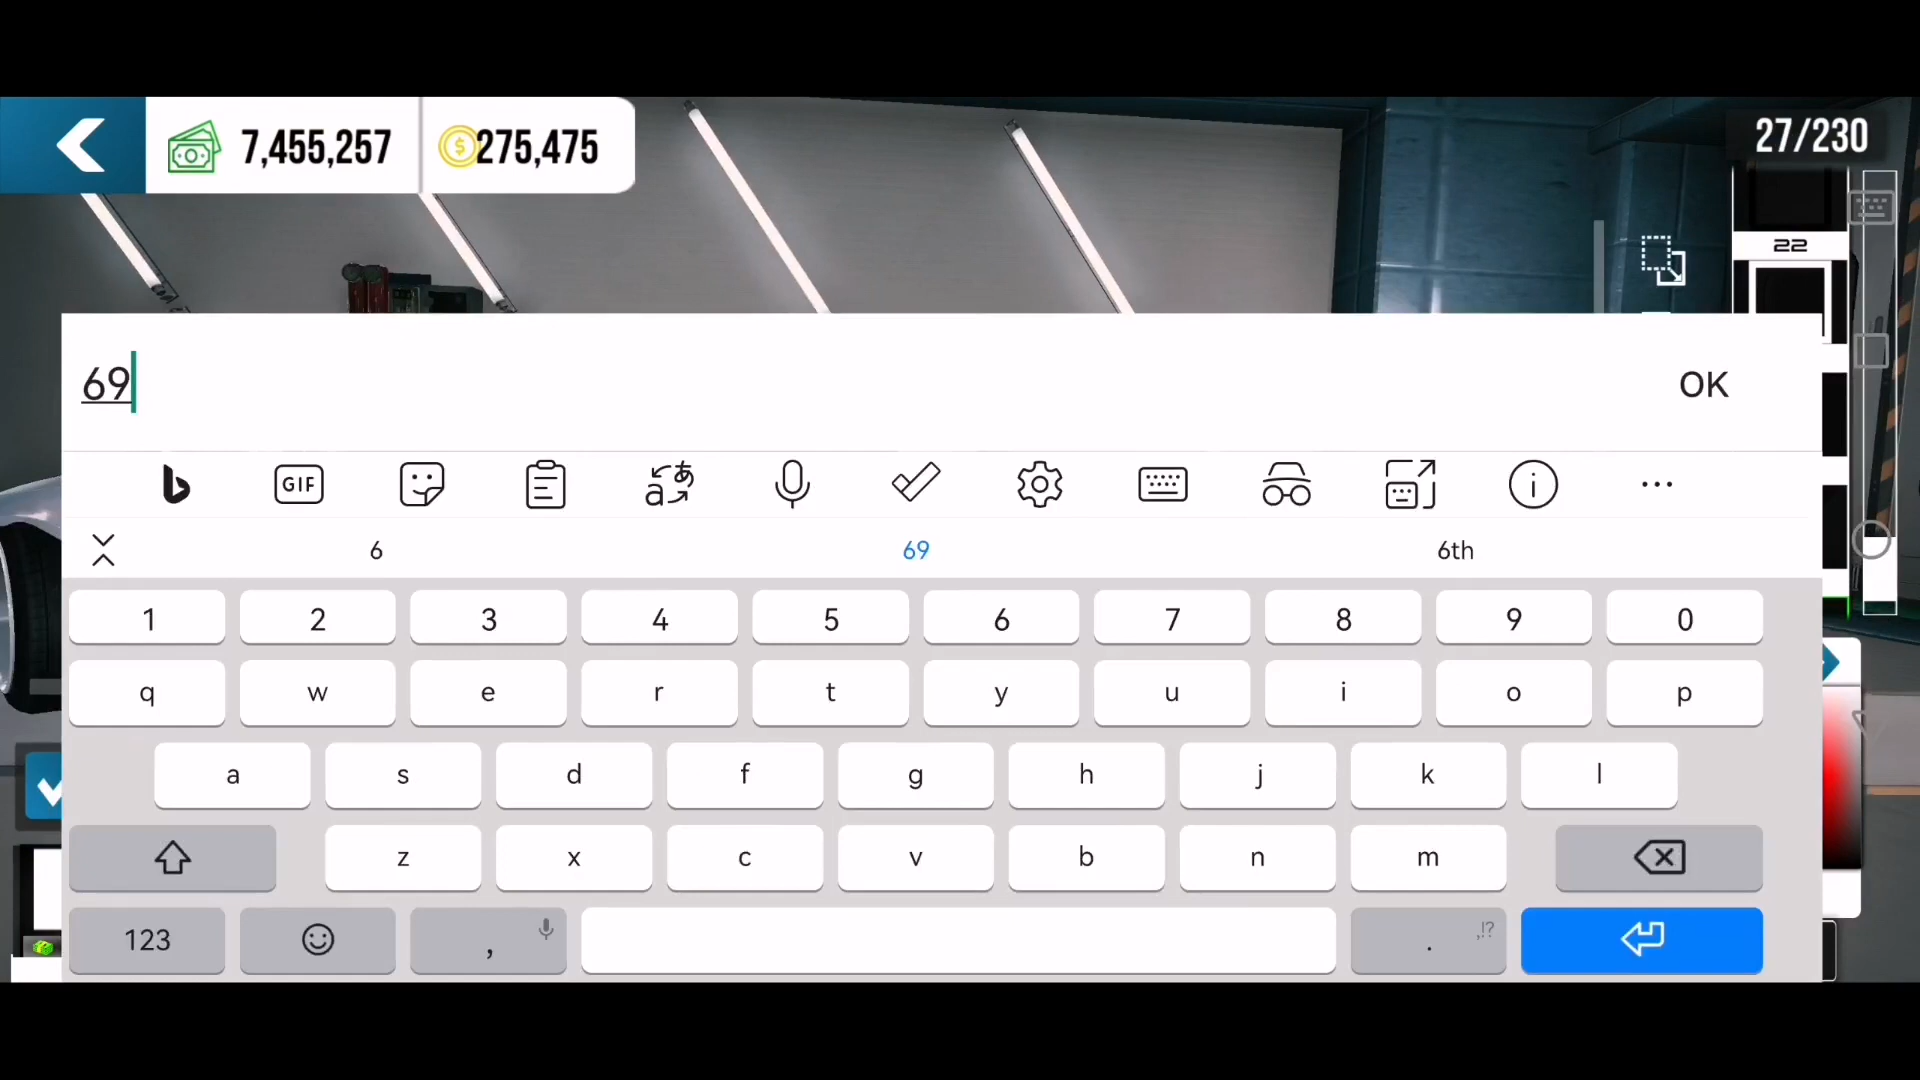 7,455,257 275,475 27/230
22
69 OK
GIF
6 69 6th
1 2 3 4 5 6 7 8 9 0
q w e r t y u i o p
a s d f g h j k l
z x c v b n m
123 , . ,!?